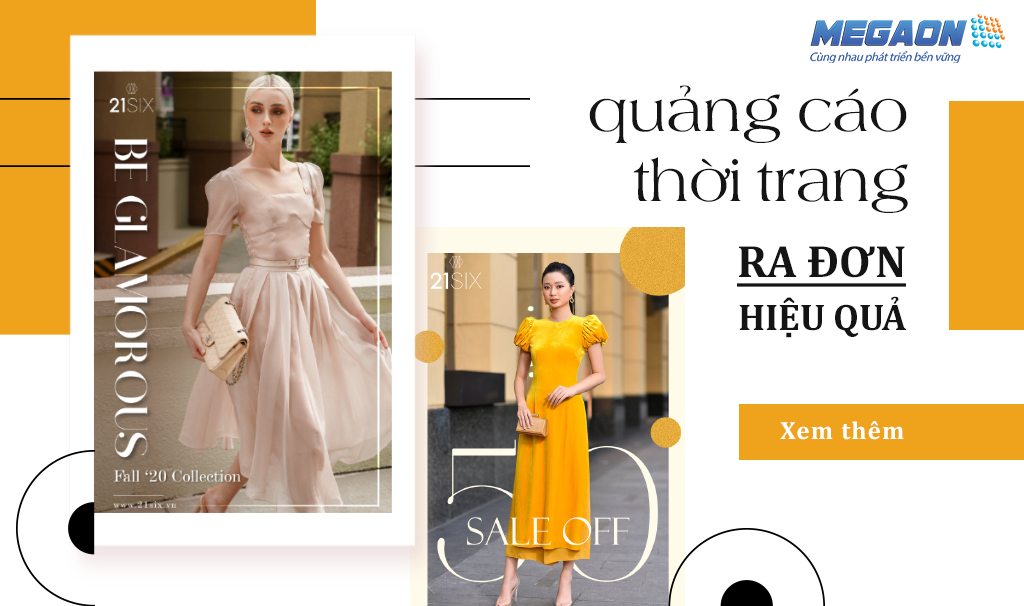 MEGAON
Cùng nhau phát triển bền vững
quảng cáo
thời trang
RA ĐƠN
HIỆU QUẢ
Xem thêm
21SIX
BE GLAMOROUS
Fall ‘20 Collection
www.21six.vn
21SIX
50
SALE OFF